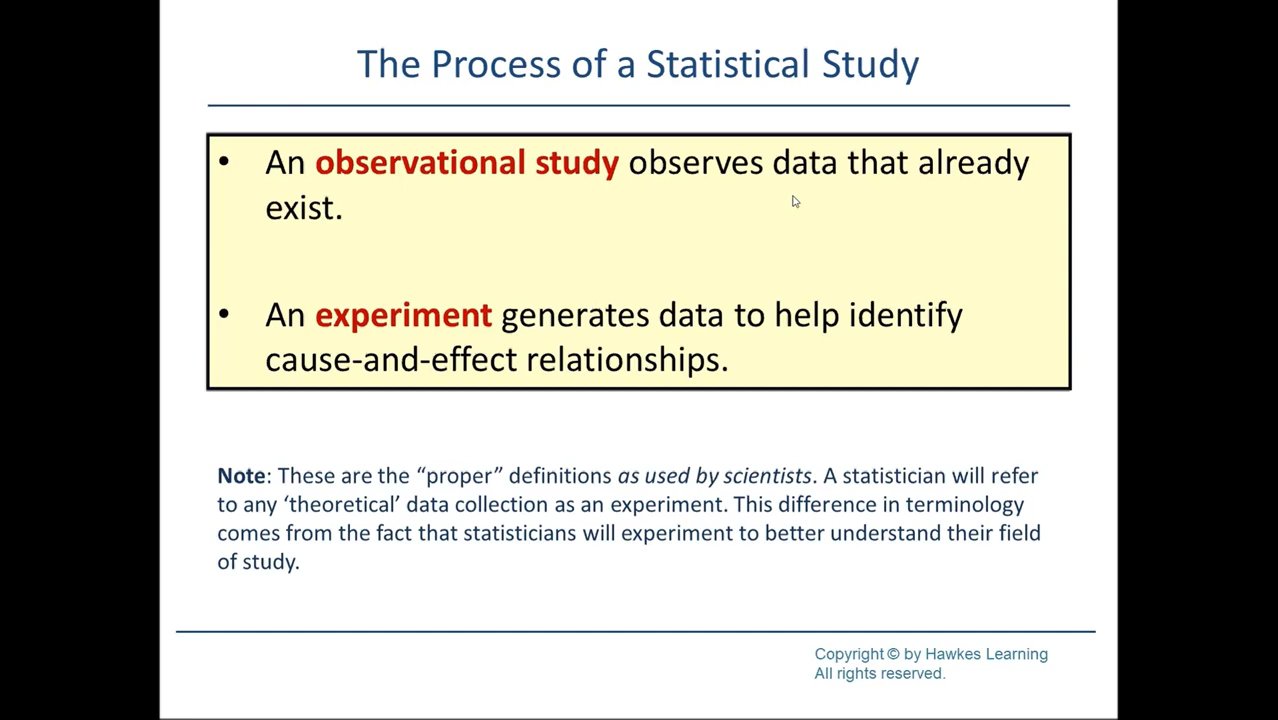 The Process of a Statistical Study
• An observational study observes data that already
exist.
• An experiment generates data to help identify
cause-and-effect relationships.
Note: These are the “proper” definitions as used by scientists. A statistician will refer
to any ‘theoretical’ data collection as an experiment. This difference in terminology
comes from the fact that statisticians will experiment to better understand their field
of study.
Copyright © by Hawkes Learning
All rights reserved.